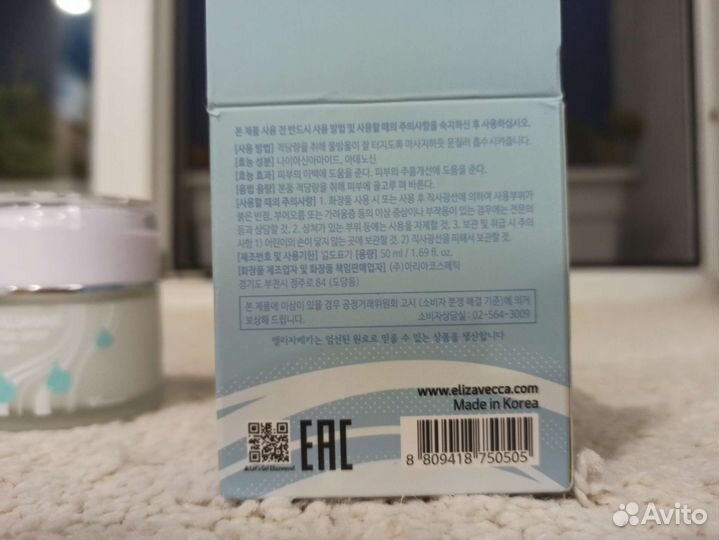 본 제품 사용 전 반드시 사용 방법 및 사용할 때의 주의사항을 숙지하신 후 사용하십시오.
[사용 방법] 적당량을 취해 물방울이 잘 터지도록 마사지하듯 문질러 흡수시켜줍니다.
[효능 성분] 나이아신아마이드, 아데노신
[효능 효과] 피부의 미백에 도움을 준다. 피부의 주름개선에 도움을 준다.
[용법 용량] 본품 적당량을 취해 피부에 골고루 펴 바른다.
[사용할 때의 주의사항] 1. 화장품 사용 시 또는 사용 후 직사광선에 의하여 사용부위가
붉은 반점, 부어오름 또는 가려움증 등의 이상 증상이나 부작용이 있는 경우에는 전문의
등과 상담할 것, 2. 상처가 있는 부위 등에는 사용을 자제할 것, 3. 보관 및 취급 시 주의
사항 1) 어린이의 손이 닿지 않는 곳에 보관할 것, 2) 직사광선을 피해서 보관할 것
[제조번호 및 사용기한] 밑도표기 [용량] 50 ml / 1.69 fl. oz.
[화장품 제조업자 및 화장품 책임판매업자] (주)아리아코스메틱
경기도 부천시 점주로 84 (도당동)
본 제품에 이상이 있을 경우 공정거래위원회 고시 (소비자 분쟁 해결 기준)에 의거
보상해 드립니다. 소비자상담실 : 02-564-3009
엘리자베카는 엄선된 원료로 믿을 수 있는 상품을 생산합니다
www.elizavecca.com
Made in Korea
EAC
8 809418 750505
Avito